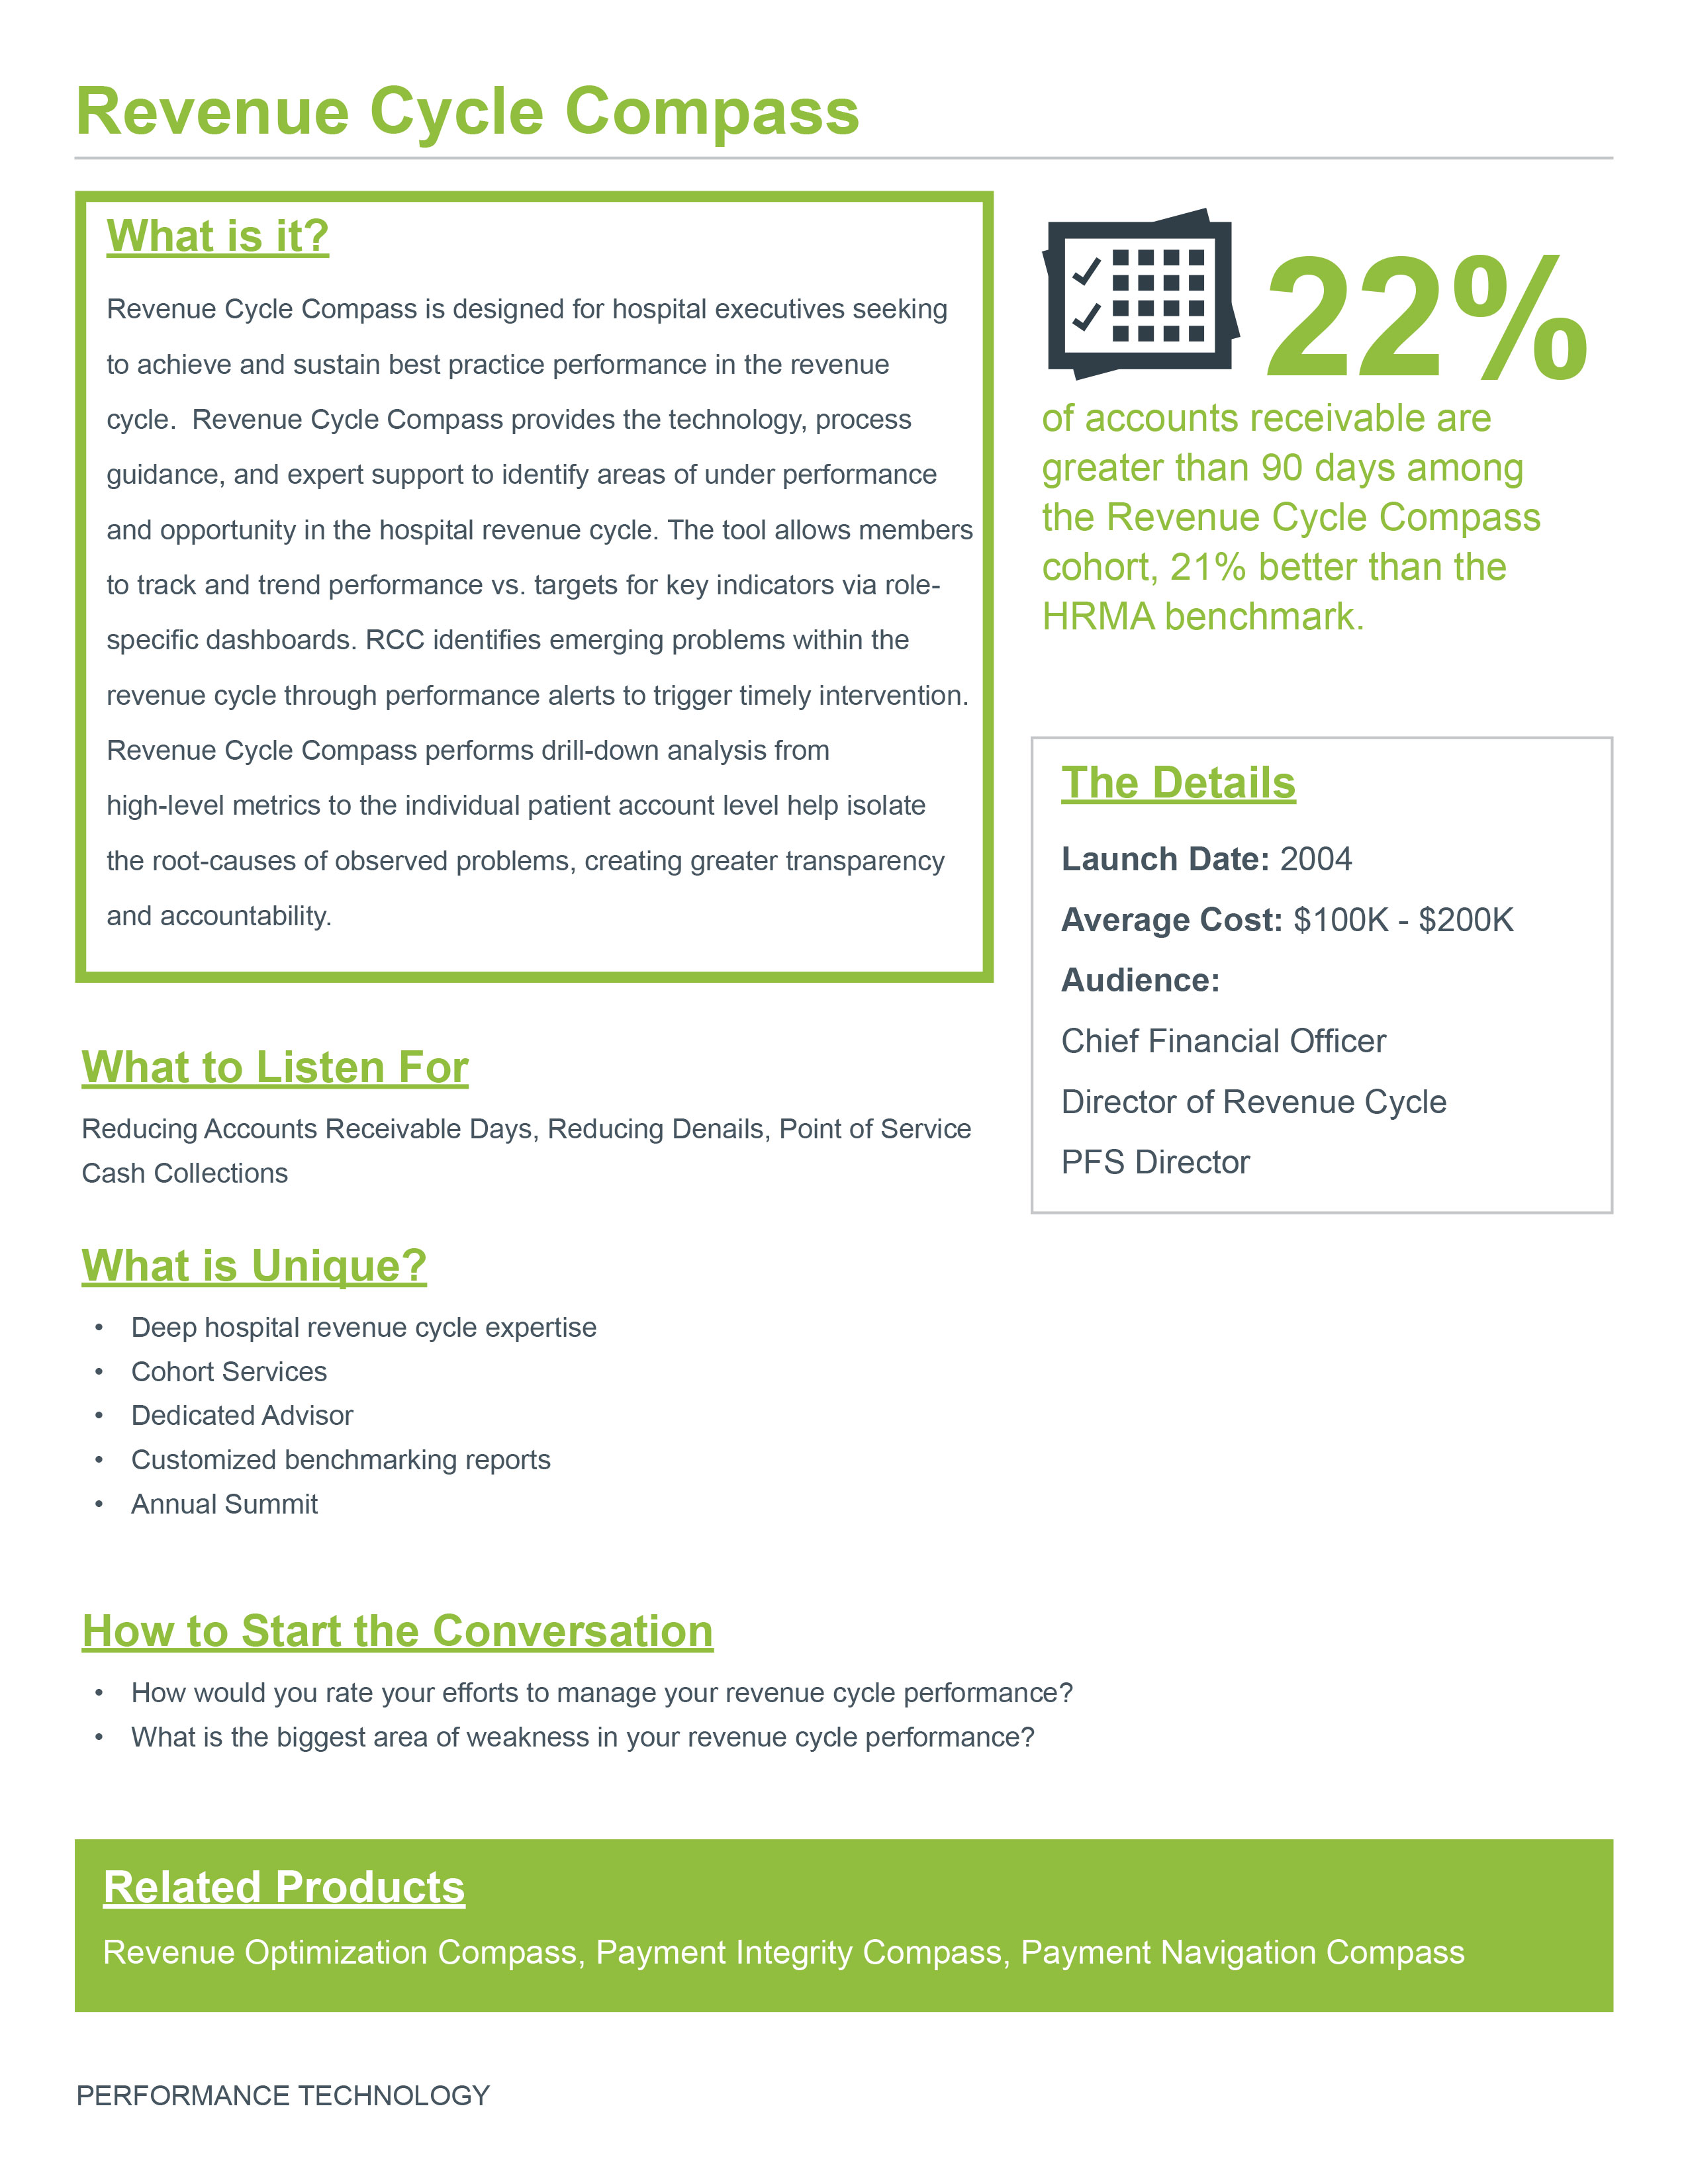 Revenue Cycle Compass
What is it?
Revenue Cycle Compass is designed for hospital executives seeking
to achieve and sustain best practice performance in the revenue
cycle.  Revenue Cycle Compass provides the technology, process
guidance, and expert support to identify areas of under performance
and opportunity in the hospital revenue cycle. The tool allows members
to track and trend performance vs. targets for key indicators via role-
specific dashboards. RCC identifies emerging problems within the
revenue cycle through performance alerts to trigger timely intervention.
Revenue Cycle Compass performs drill-down analysis from
high-level metrics to the individual patient account level help isolate
the root-causes of observed problems, creating greater transparency
and accountability.
22%
of accounts receivable are
greater than 90 days among
the Revenue Cycle Compass
cohort, 21% better than the
HRMA benchmark.
The Details
Launch Date: 2004
Average Cost: $100K - $200K
Audience:
Chief Financial Officer
Director of Revenue Cycle
PFS Director
What to Listen For
Reducing Accounts Receivable Days, Reducing Denails, Point of Service
Cash Collections
What is Unique?
• Deep hospital revenue cycle expertise
• Cohort Services
• Dedicated Advisor
• Customized benchmarking reports
• Annual Summit
How to Start the Conversation
• How would you rate your efforts to manage your revenue cycle performance?
• What is the biggest area of weakness in your revenue cycle performance?
Related Products
Revenue Optimization Compass, Payment Integrity Compass, Payment Navigation Compass
PERFORMANCE TECHNOLOGY